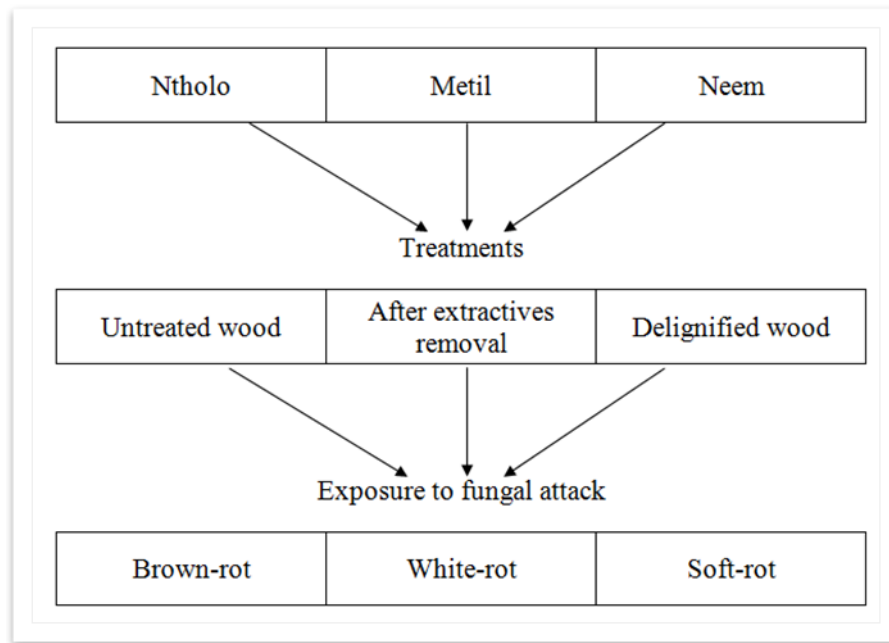 Ntholo
Metil
Neem
Treatments
Untreated wood
After extractives
removal
Delignified wood
Exposure to fungal attack
Brown-rot
White-rot
Soft-rot